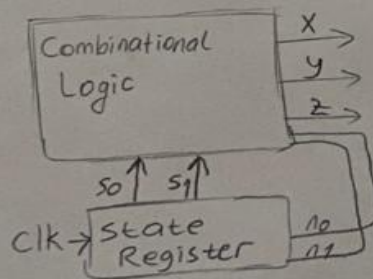 Combinational
Logic
x
y
z
s0
s1
Clk
State
Register
n0
n1